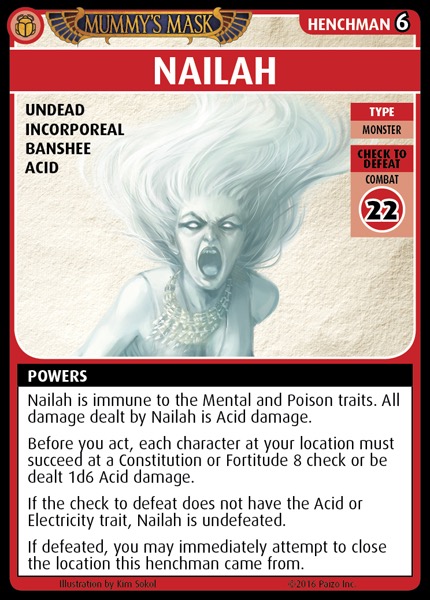 MUMMY'S MASK
HENCHMAN 6
NAILAH
UNDEAD
INCORPOREAL
BANSHEE
ACID
TYPE
MONSTER
CHECK TO
DEFEAT
COMBAT
22
POWERS
Nailah is immune to the Mental and Poison traits. All
damage dealt by Nailah is Acid damage.
Before you act, each character at your location must
succeed at a Constitution or Fortitude 8 check or be
dealt 1d6 Acid damage.
If the check to defeat does not have the Acid or
Electricity trait, Nailah is undefeated.
If defeated, you may immediately attempt to close
the location this henchman came from.
Illustration by Kim Sokol
©2016 Paizo Inc.